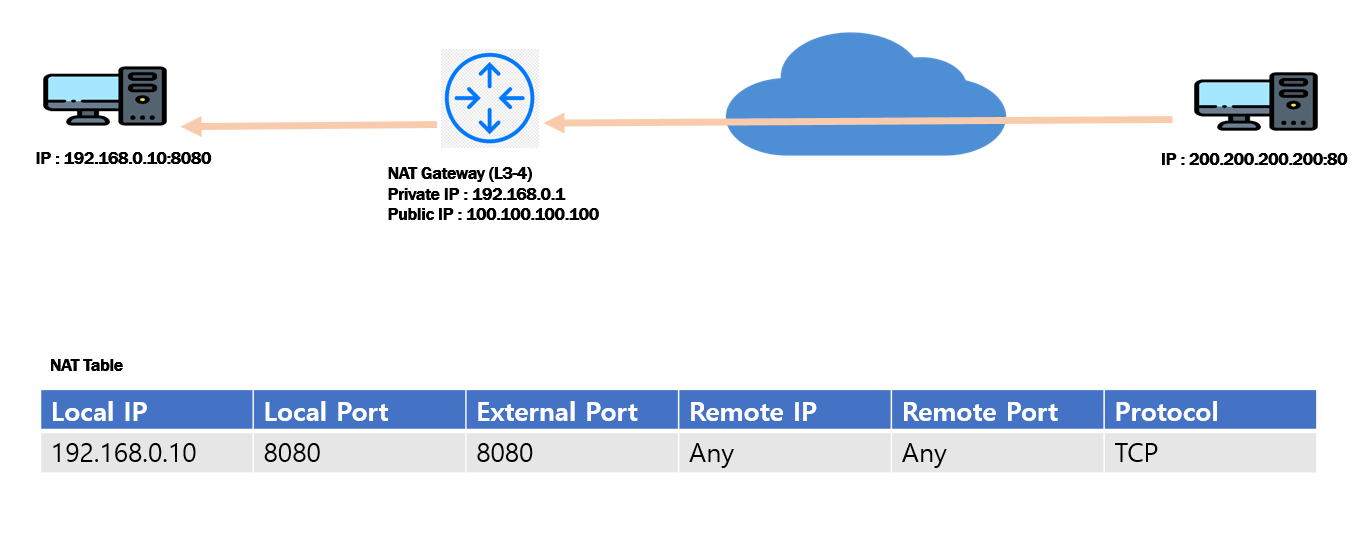 IP : 192.168.0.10:8080
NAT Gateway (L3-4)
Private IP : 192.168.0.1
Public IP : 100.100.100.100
IP : 200.200.200.200:80
NAT Table
Local IP Local Port External Port Remote IP Remote Port Protocol
192.168.0.10 8080 8080 Any Any TCP